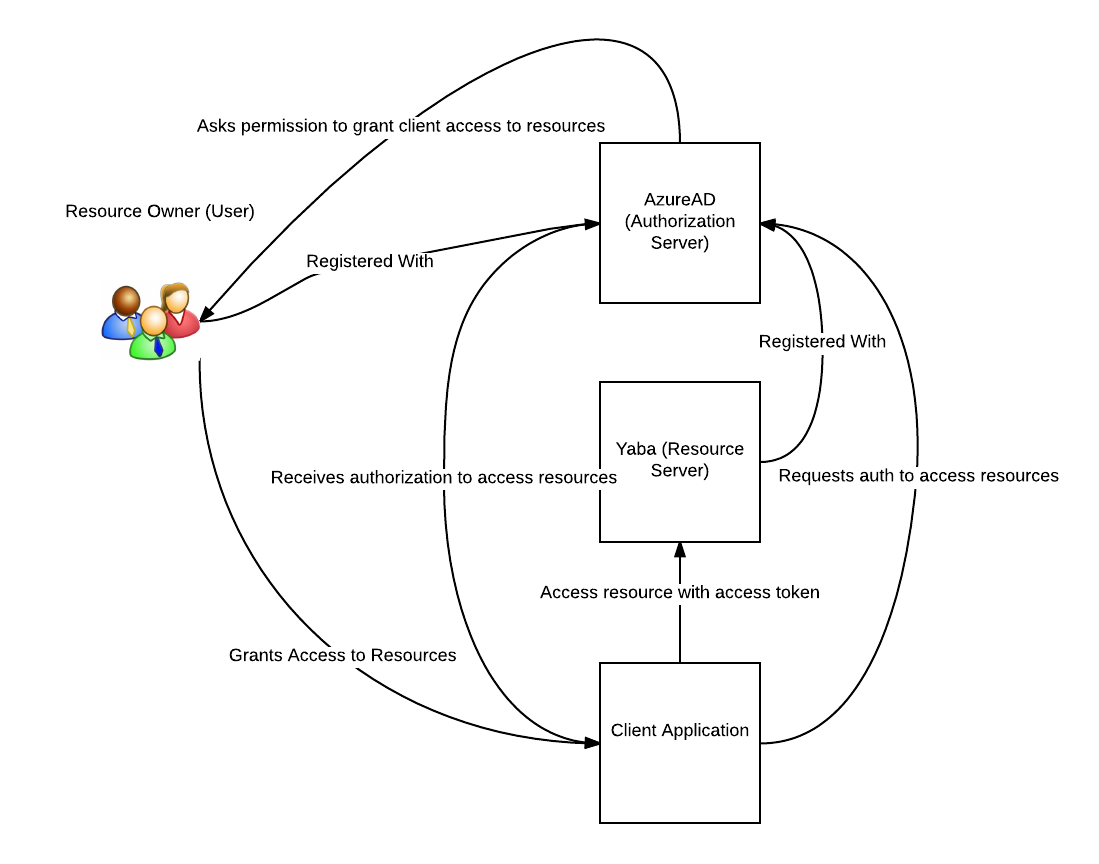 Asks permission to grant client access to resources
Resource Owner (User)
AzureAD
(Authorization
Server)
Registered With
Registered With
Yaba (Resource
Server)
Receives authorization to access resources
Requests auth to access resources
Access resource with access token
Grants Access to Resources
Client Application